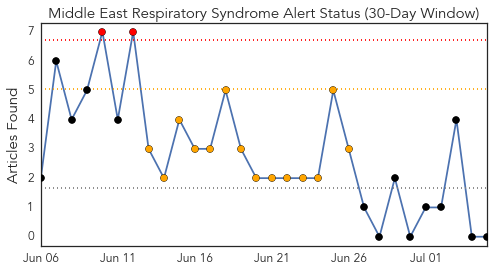 Middle East Respiratory Syndrome Alert Status (30-Day Window)
Articles Found
7
6
5
4
3
2
1
0
Jun 06 Jun 11 Jun 16 Jun 21 Jun 26 Jul 01